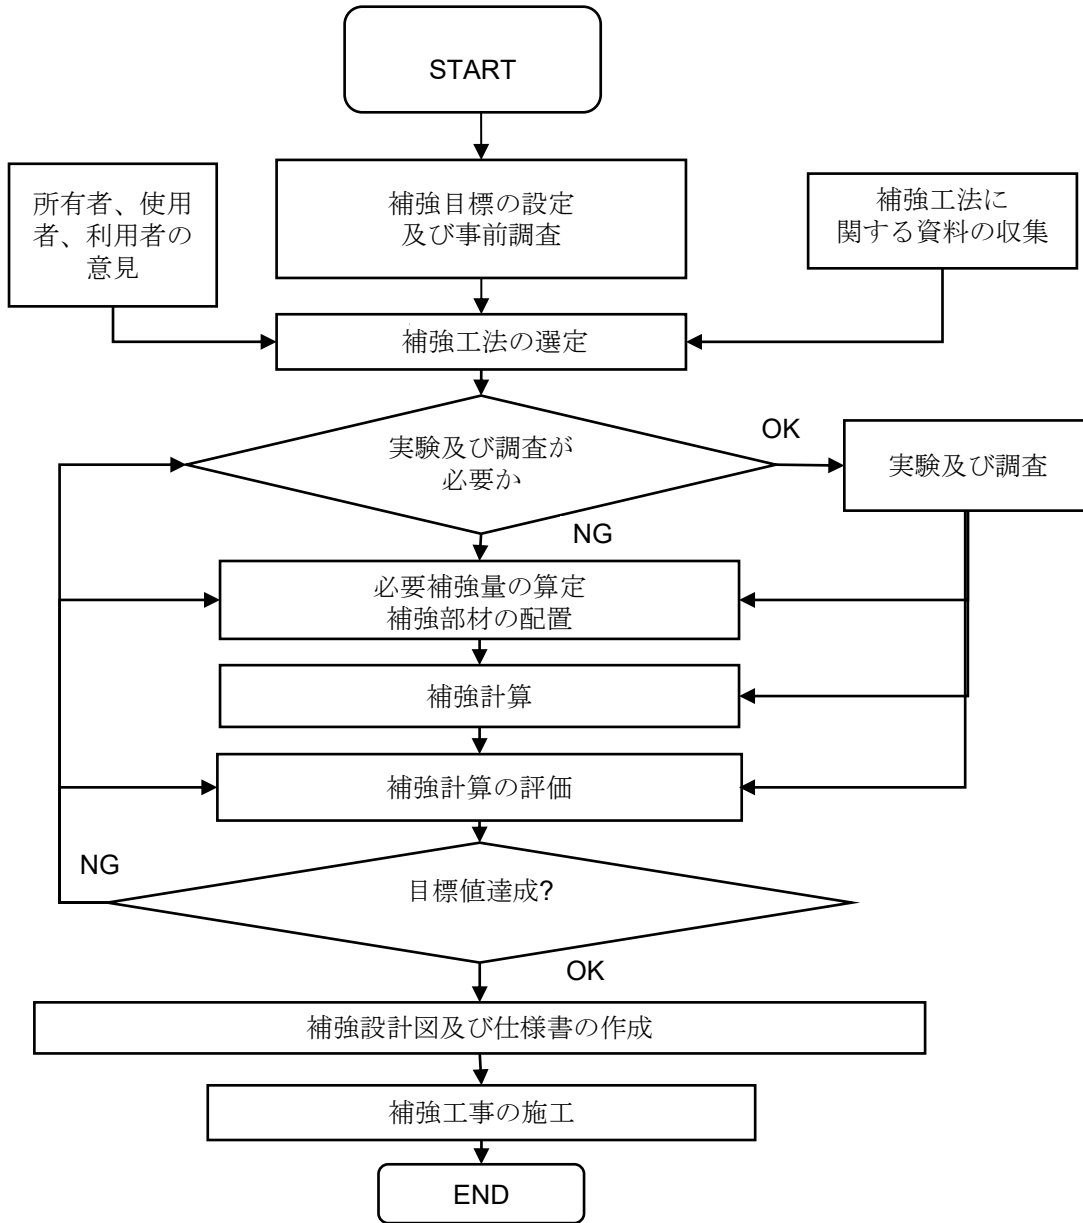 START
所有者、使用
者、利用者の
意見
補強目標の設定
及び事前調査
補強工法に
関する資料の収集
補強工法の選定
実験及び調査が
必要か
OK
実験及び調査
NG
必要補強量の算定
補強部材の配置
補強計算
補強計算の評価
NG
目標値達成?
OK
補強設計図及び仕様書の作成
補強工事の施工
END